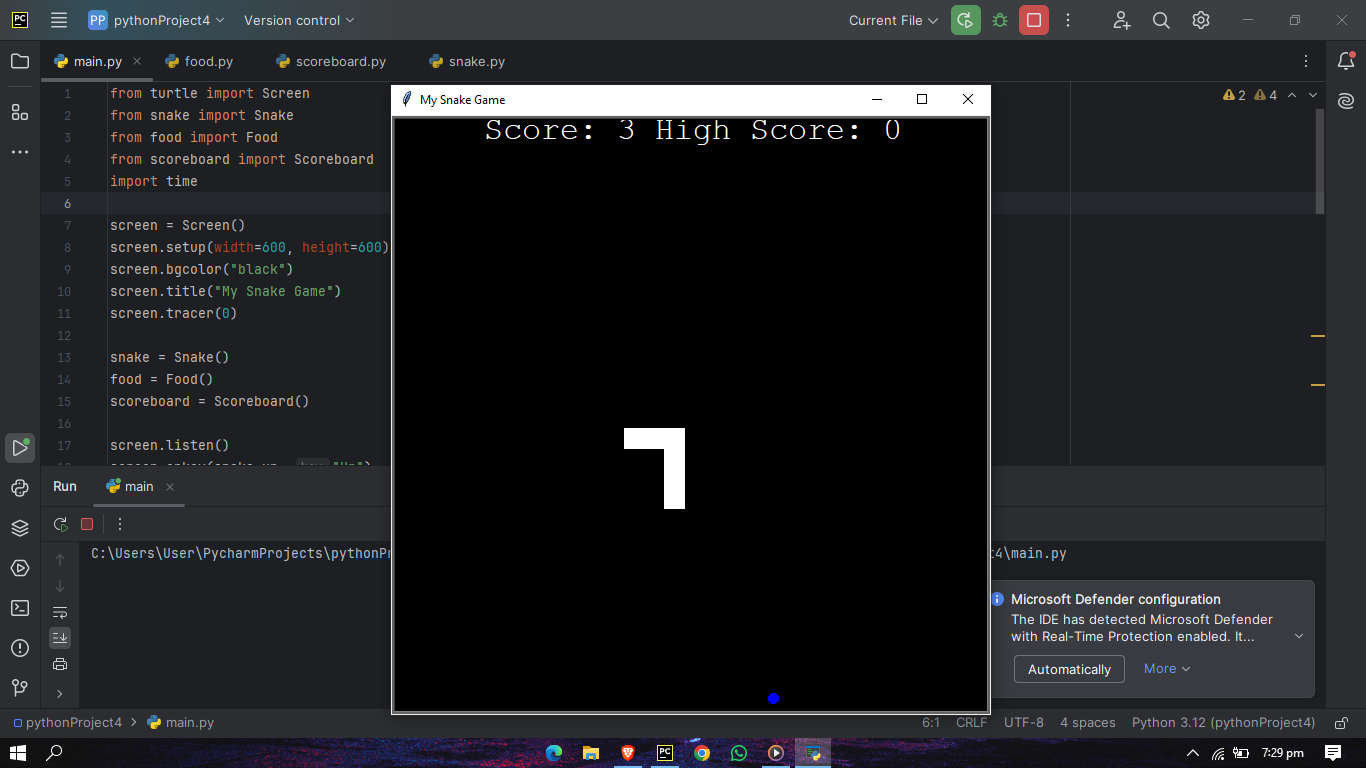 PC
PP pythonProject4 Version control Current File
main.py food.py scoreboard.py snake.py
My Snake Game
Score: 3 High Score: 0
2 4
1 from turtle import Screen
2 from snake import Snake
3 from food import Food
4 from scoreboard import Scoreboard
5 import time
6
7 screen = Screen()
8 screen.setup(width=600, height=600)
9 screen.bgcolor("black")
10 screen.title("My Snake Game")
11 screen.tracer(0)
12
13 snake = Snake()
14 food = Food()
15 scoreboard = Scoreboard()
16
17 screen.listen()
Run main
C:\Users\User\PycharmProjects\pythonPr
4\main.py
Microsoft Defender configuration
The IDE has detected Microsoft Defender
with Real-Time Protection enabled. It...
Automatically More
pythonProject4 main.py
6:1 CRLF UTF-8 4 spaces Python 3.12 (pythonProject4)
PC
7:29 pm